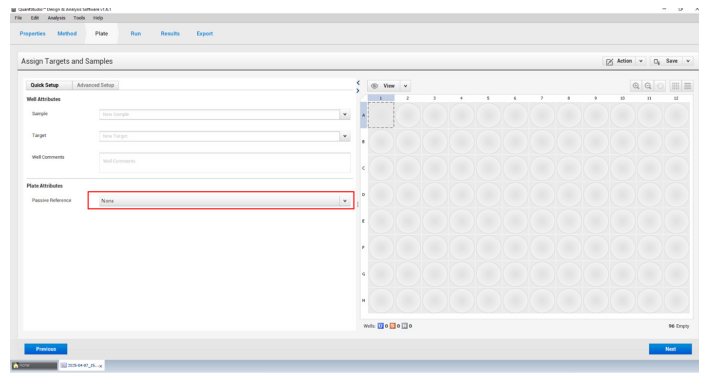 QuantStudio™ Design & Analysis Software v1.6.1
File Edit Analysis Tools Help
Properties Method Plate Run Results Export
Assign Targets and Samples
Action Save
Quick Setup Advanced Setup
View
Well Attributes
1 2 3 4 5 6 7 8 9 10 11 12
Sample New Sample
A
Target New Target
B
Well Comments Well Comments
C
Plate Attributes
D
Passive Reference None
E
F
G
H
Wells: U 0 S 0 N 0
96 Empty
Previous Next
Home